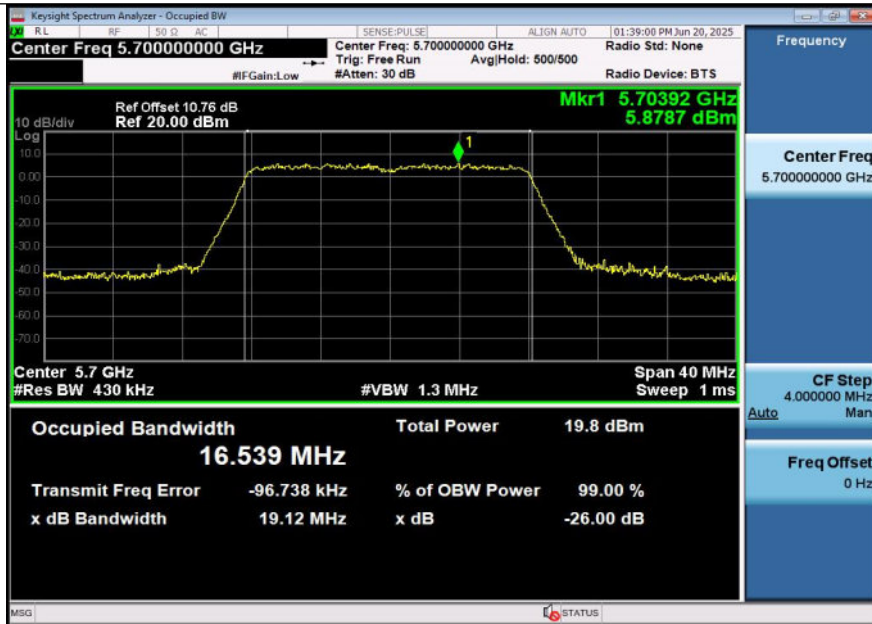 Keysight Spectrum Analyzer - Occupied BW
RL RF 50 Ω AC SENSE:PULSE ALIGN AUTO 01:39:00 PM Jun 20, 2025
Center Freq 5.700000000 GHz
Center Freq: 5.700000000 GHz
Radio Std: None
Trig: Free Run Avg|Hold: 500/500
#IFGain:Low
#Atten: 30 dB
Radio Device: BTS
Ref Offset 10.76 dB
Mkr1 5.70392 GHz
10 dB/div Ref 20.00 dBm
5.8787 dBm
Log
1
10.0
0.00
-10.0
-20.0
-30.0
-40.0
-50.0
-60.0
-70.0
Center 5.7 GHz
Span 40 MHz
#Res BW 430 kHz
#VBW 1.3 MHz
Sweep 1 ms
Occupied Bandwidth
Total Power 19.8 dBm
16.539 MHz
Transmit Freq Error -96.738 kHz
% of OBW Power 99.00 %
x dB Bandwidth 19.12 MHz
x dB -26.00 dB
Frequency
Center Freq
5.700000000 GHz
CF Step
4.000000 MHz
Auto Man
Freq Offset
0 Hz
MSG STATUS